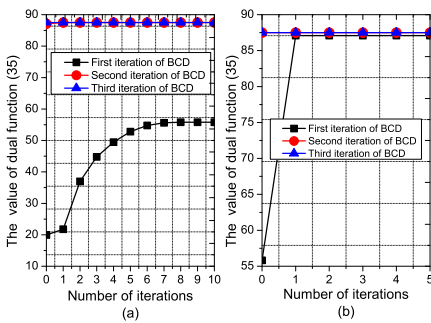 The value of dual function (35)
90
80
70
60
50
40
30
20
10
First iteration of BCD
Second iteration of BCD
Third iteration of BCD
0 1 2 3 4 5 6 7 8 9 10
Number of iterations
(a)
The value of dual function (35)
90
85
80
75
70
65
60
55
First iteration of BCD
Second iteration of BCD
Third iteration of BCD
0 1 2 3 4 5
Number of iterations
(b)